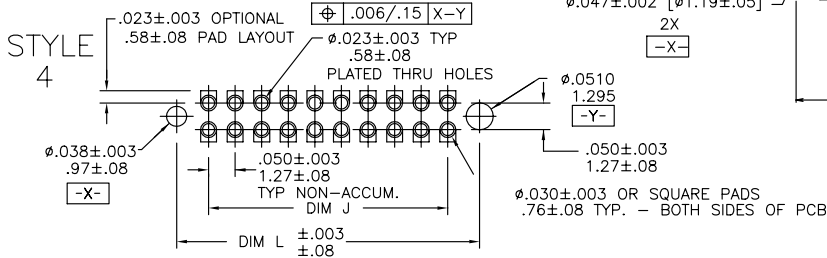 .023±.003 OPTIONAL
.58±.08 PAD LAYOUT
STYLE
4
⌖ .006/.15 X-Y
ø.023±.003 TYP
.58±.08
PLATED THRU HOLES
ø.047±.002 [ø1.19±.05]
2X
-X-
ø.0510
1.295
-Y-
ø.038±.003
.97±.08
-X-
.050±.003
1.27±.08
TYP NON-ACCUM.
DIM J
DIM L ±.003
±.08
.050±.003
1.27±.08
ø.030±.003 OR SQUARE PADS
.76±.08 TYP. – BOTH SIDES OF PCB